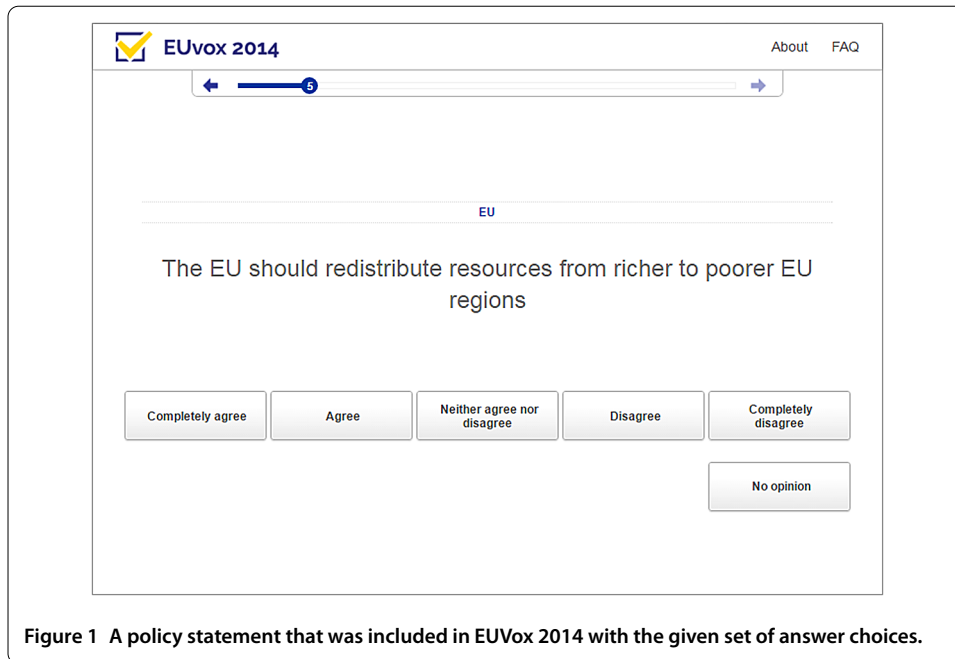 EUvox 2014
About FAQ
5
EU
The EU should redistribute resources from richer to poorer EU
regions
Completely agree
Agree
Neither agree nor
disagree
Disagree
Completely
disagree
No opinion
Figure 1 A policy statement that was included in EUVox 2014 with the given set of answer choices.